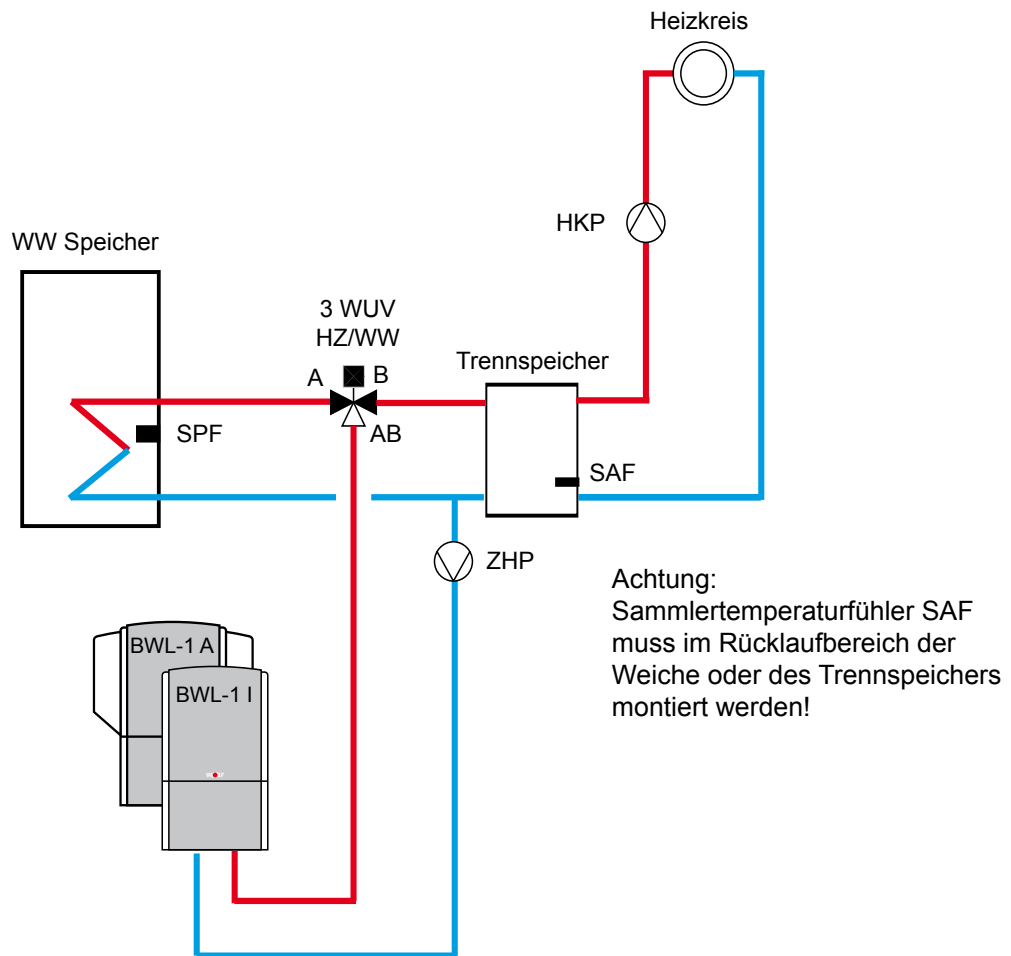 Heizkreis
HKP
WW Speicher
3 WUV
HZ/WW
A
B
AB
Trennspeicher
SPF
SAF
ZHP
Achtung:
Sammlertemperaturfühler SAF
muss im Rücklaufbereich der
Weiche oder des Trennspeichers
montiert werden!
BWL-1 A
BWL-1 I